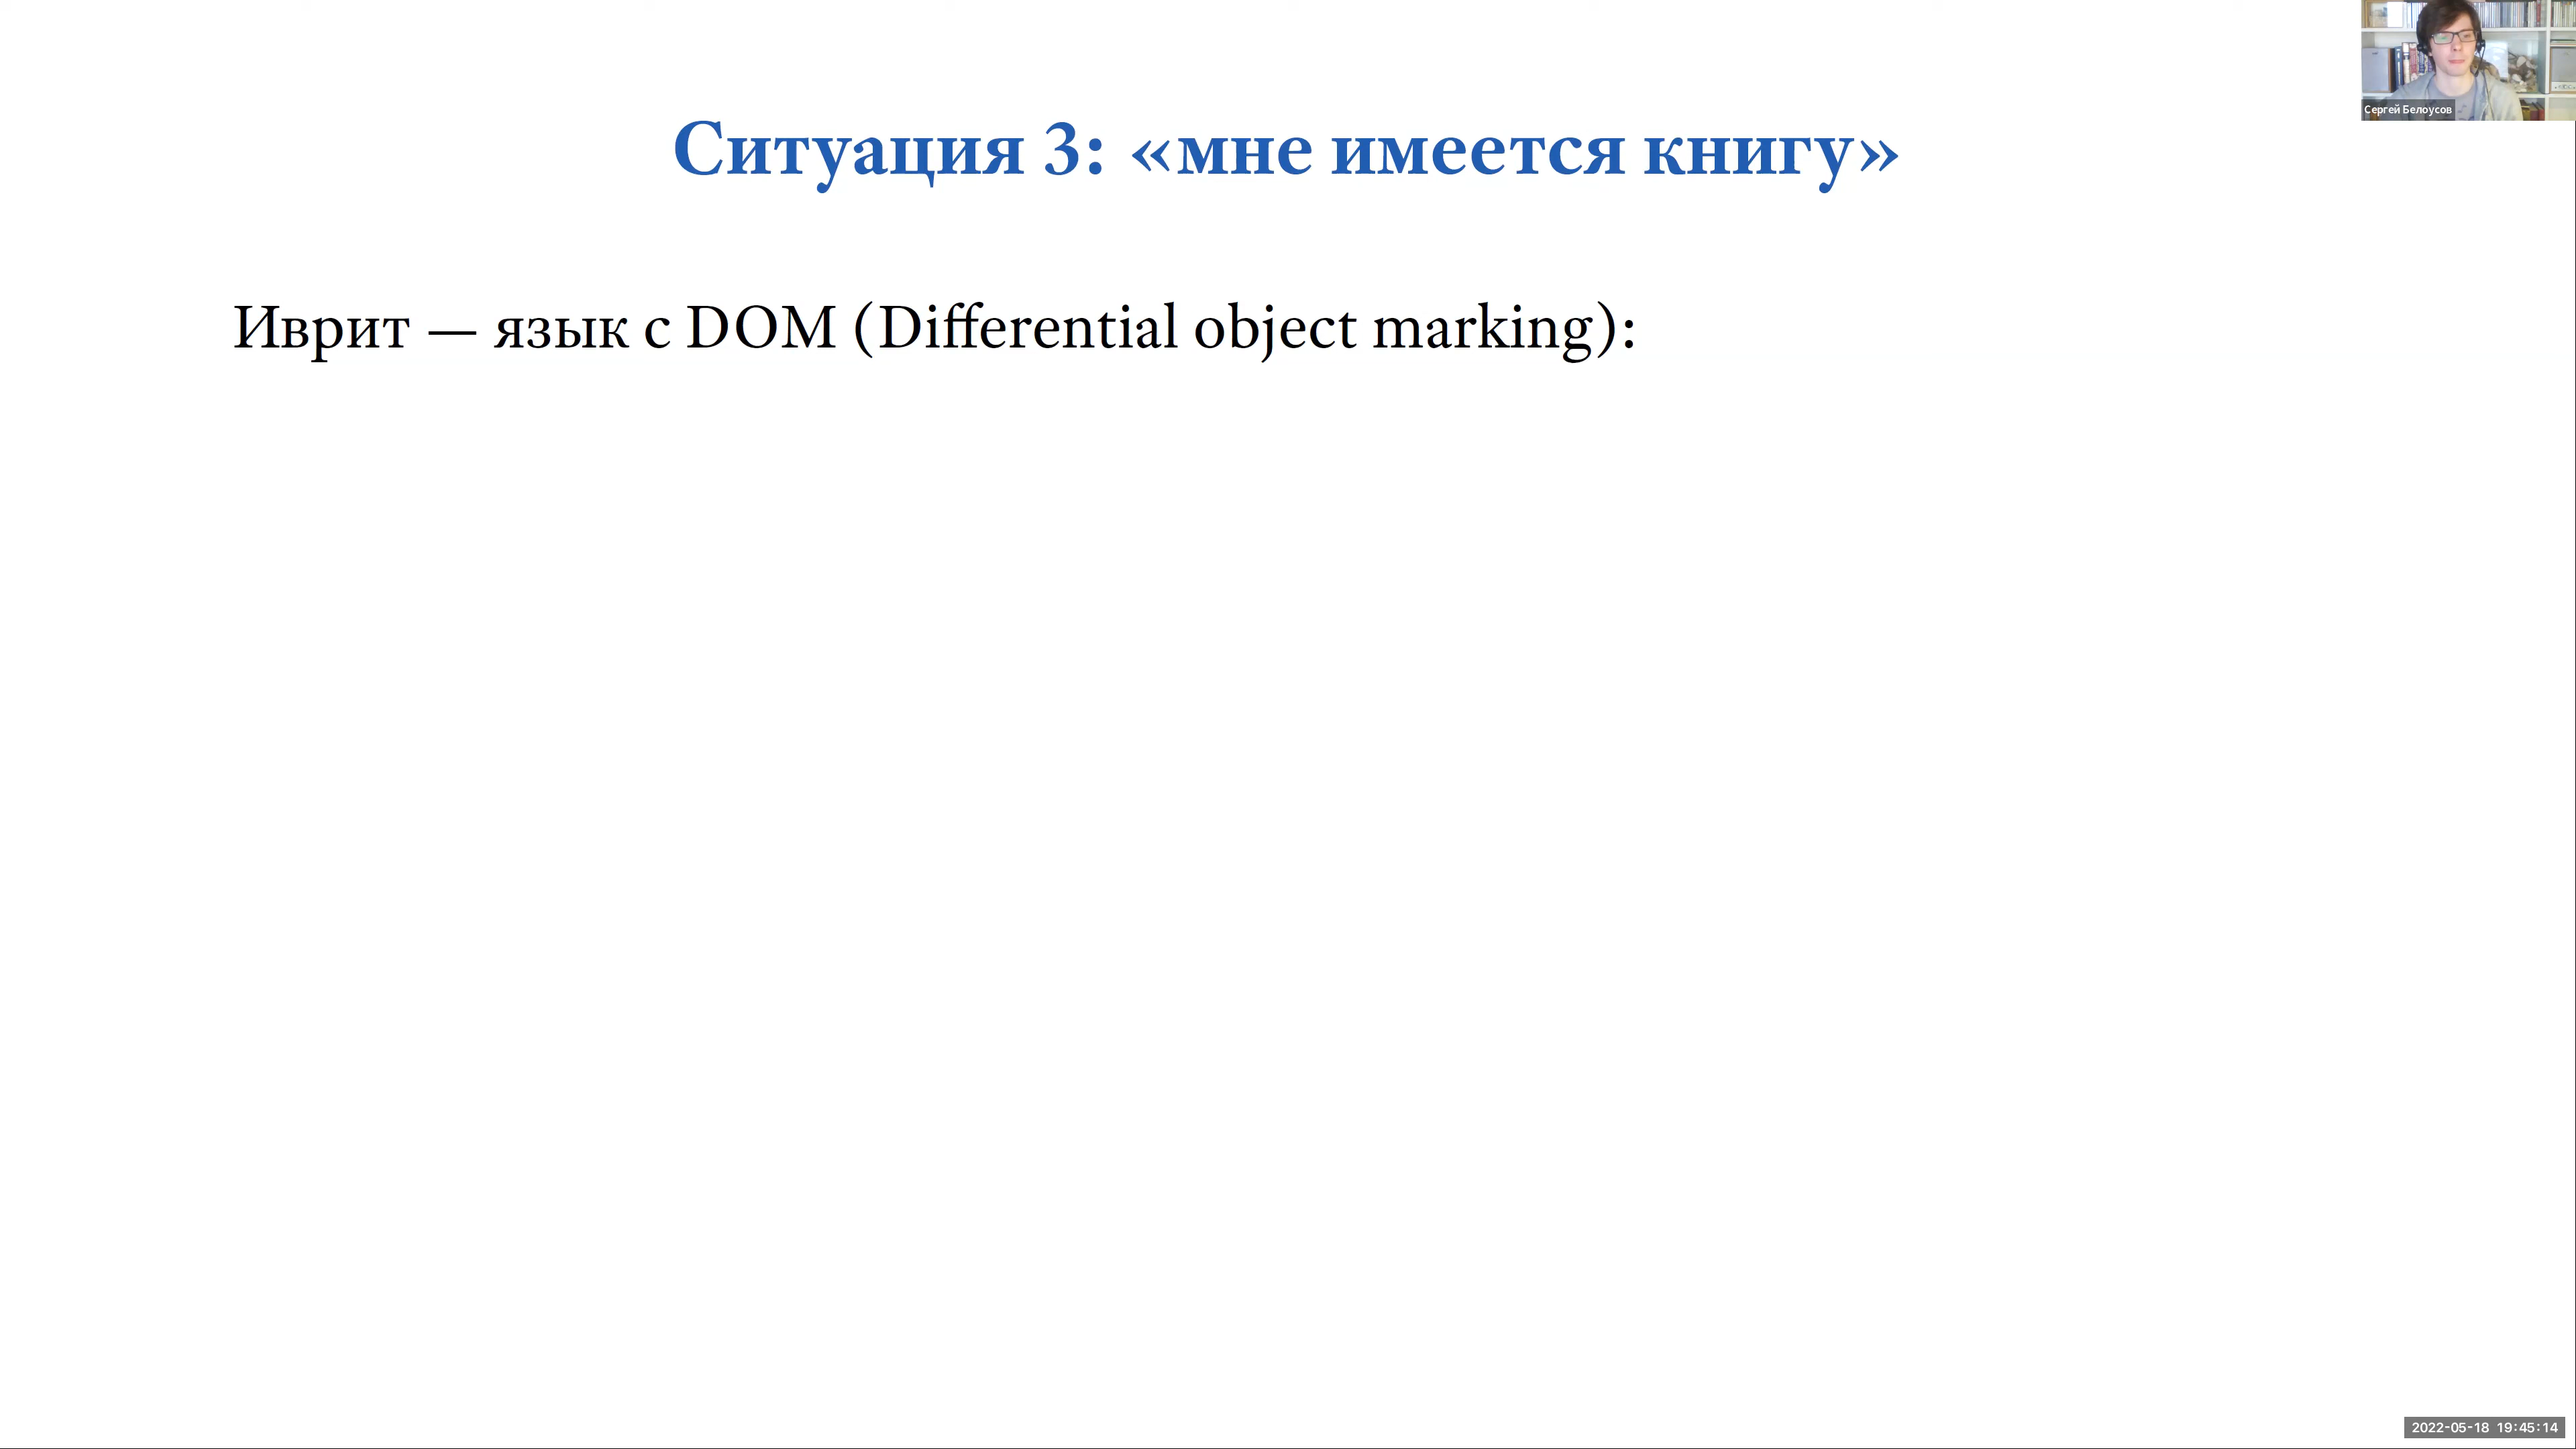 Сергей Белоусов
Ситуация 3: «мне имеется книгу»
Иврит — язык с DOM (Differential object marking):
2022-05-18 19:45:14